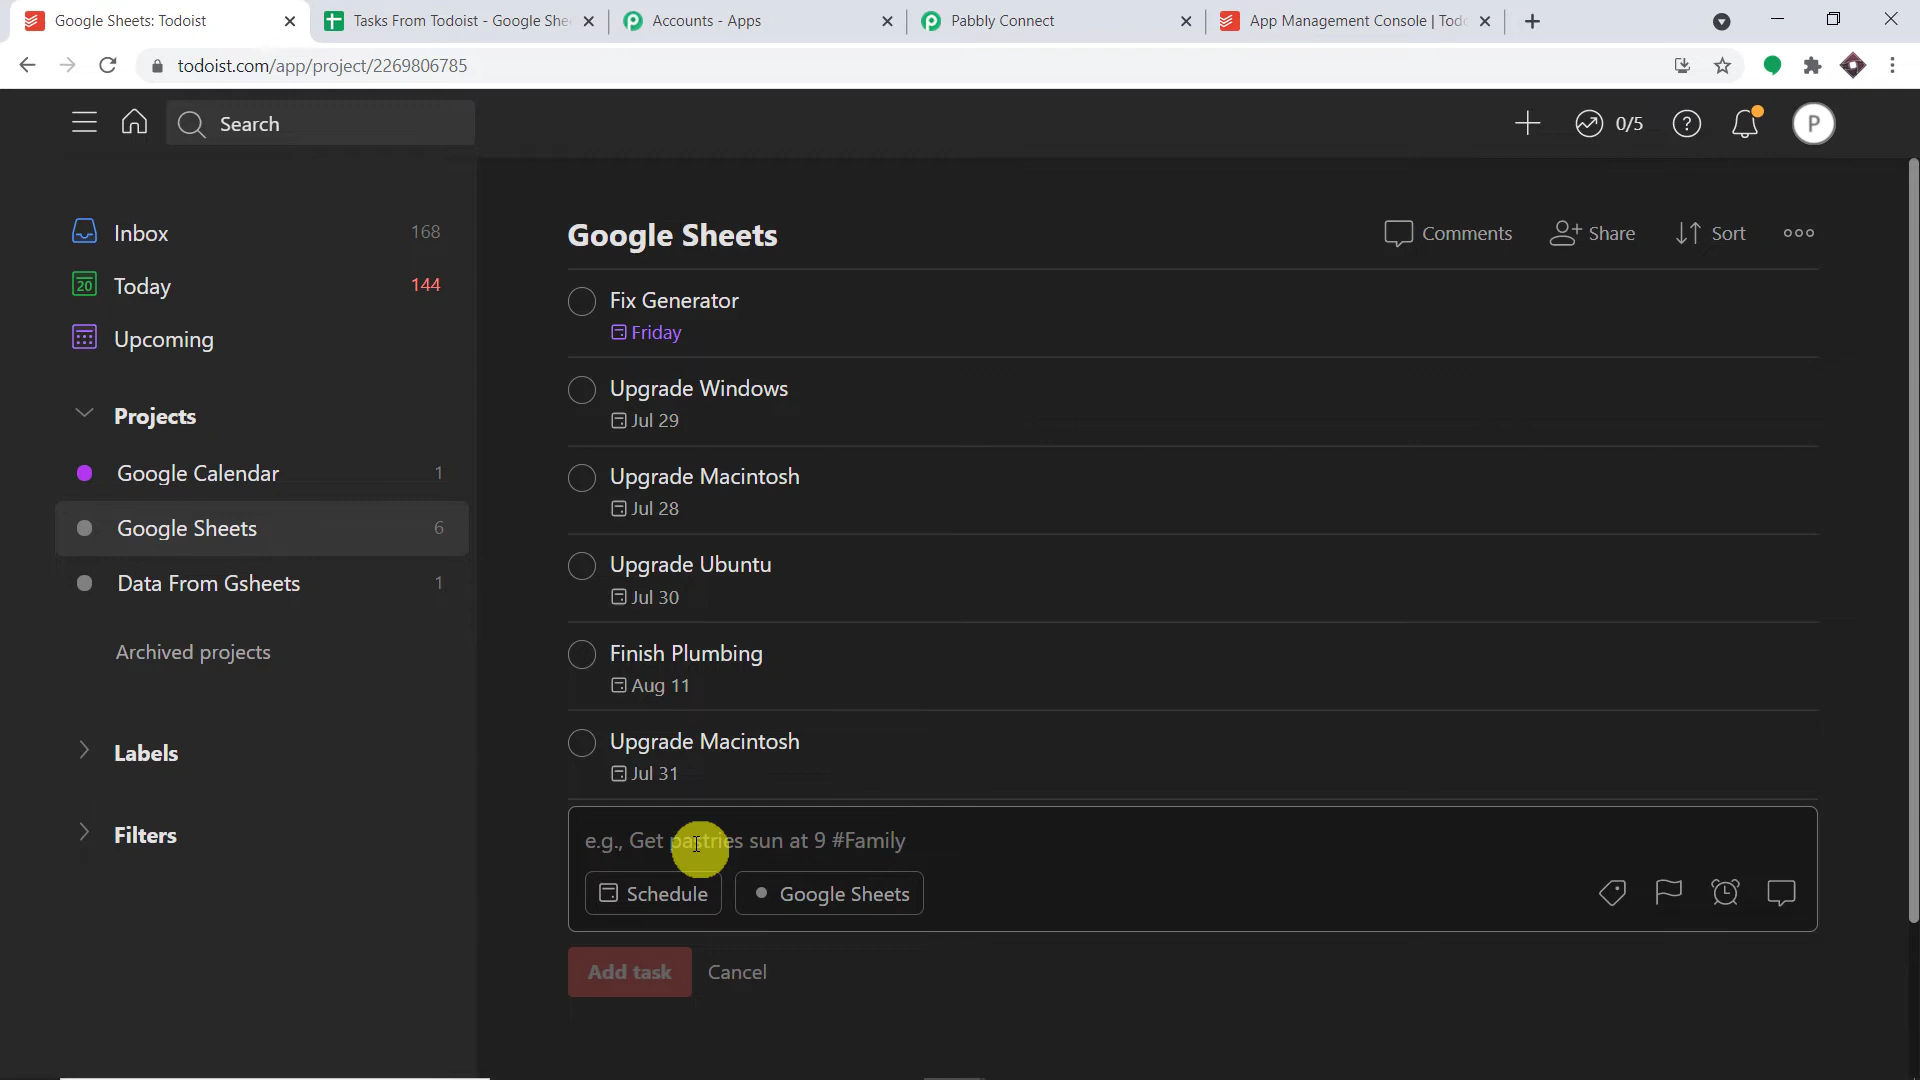 Google Sheets: Todoist
Tasks From Todoist - Google She
Accounts - Apps
Pabbly Connect
App Management Console | Todo
todoist.com/app/project/2269806785
Search
0/5
P
Inbox 168
20 Today 144
Upcoming
Projects
Google Calendar 1
Google Sheets 6
Data From Gsheets 1
Archived projects
Labels
Filters
Google Sheets
Comments
Share
Sort
Fix Generator
Friday
Upgrade Windows
Jul 29
Upgrade Macintosh
Jul 28
Upgrade Ubuntu
Jul 30
Finish Plumbing
Aug 11
Upgrade Macintosh
Jul 31
e.g., Get pastries sun at 9 #Family
Schedule
Google Sheets
Add task
Cancel